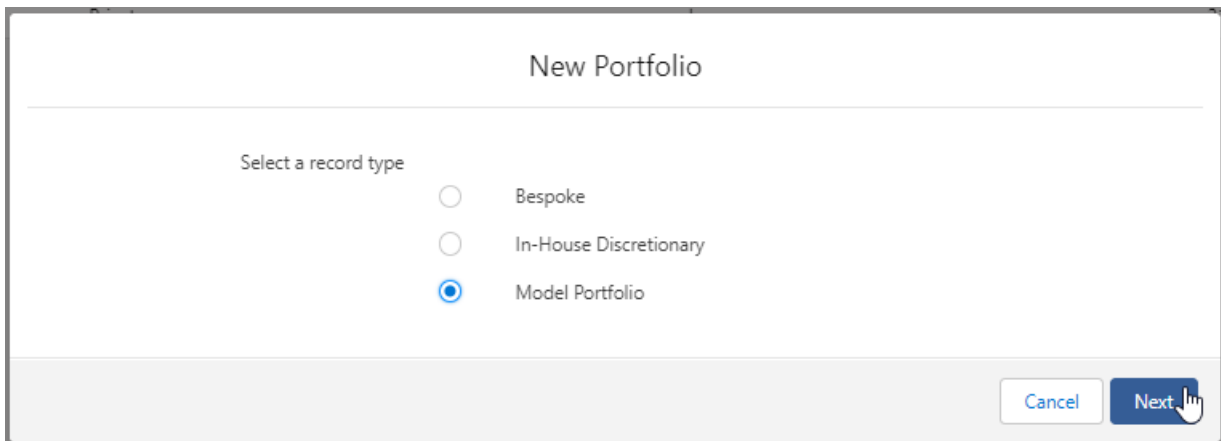 New Portfolio
Select a record type
Bespoke
In-House Discretionary
Model Portfolio
Cancel
Next